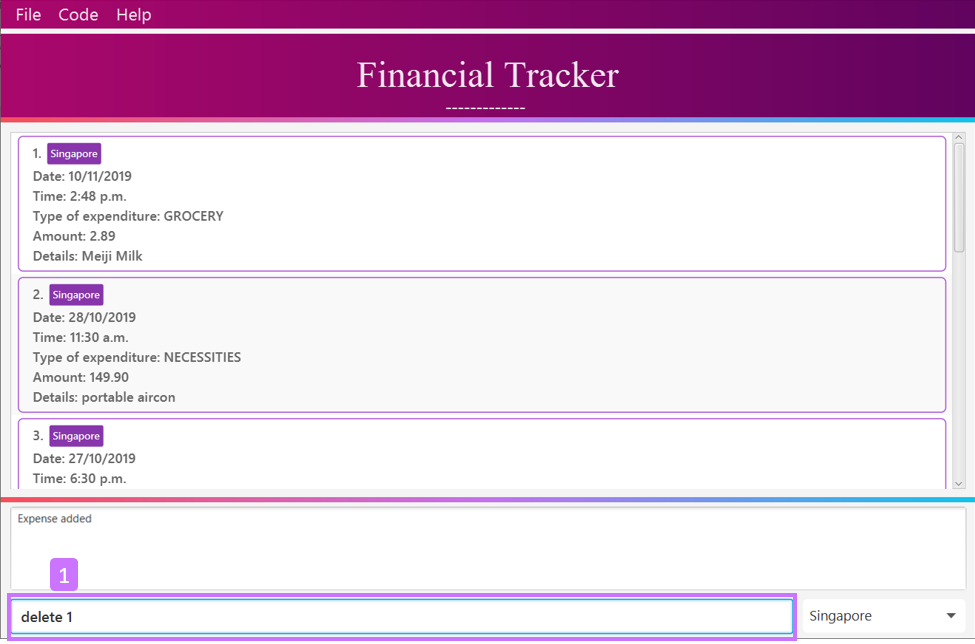 File Code Help
Financial Tracker
-------------
1. Singapore
Date: 10/11/2019
Time: 2:48 p.m.
Type of expenditure: GROCERY
Amount: 2.89
Details: Meiji Milk
2. Singapore
Date: 28/10/2019
Time: 11:30 a.m.
Type of expenditure: NECESSITIES
Amount: 149.90
Details: portable aircon
3. Singapore
Date: 27/10/2019
Time: 6:30 p.m.
Expense added
1
delete 1
Singapore